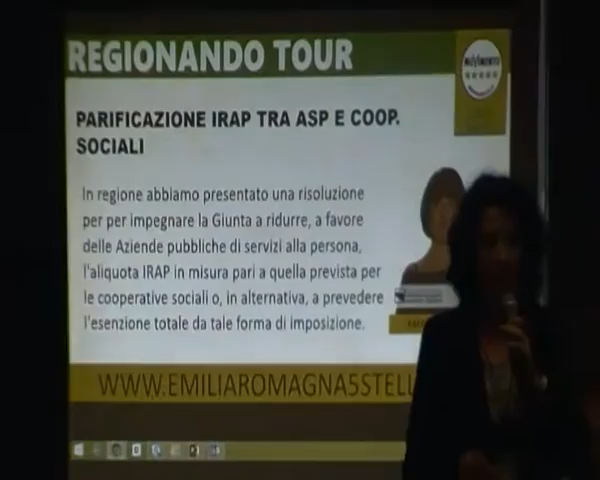 REGIONANDO TOUR
MOVIMENTO
PARIFICAZIONE IRAP TRA ASP E COOP.
SOCIALI
In regione abbiamo presentato una risoluzione
per per impegnare la Giunta a ridurre, a favore
delle Aziende pubbliche di servizi alla persona,
l'aliquota IRAP in misura pari a quella prevista per
le cooperative sociali o, in alternativa, a prevedere
l'esenzione totale da tale forma di imposizione.
WWW.EMILIAROMAGNA5STELL